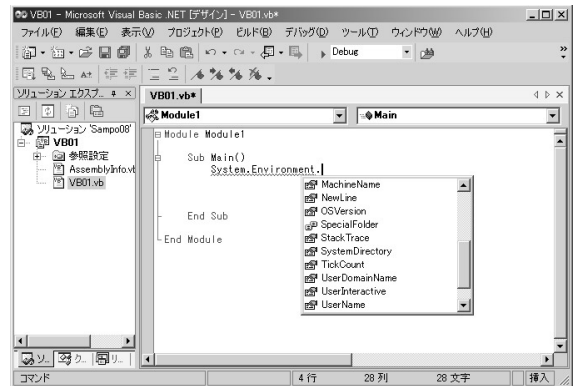 VB01 - Microsoft Visual Basic .NET [デザイン] - VB01.vb*
ファイル(F) 編集(E) 表示(V) プロジェクト(P) ビルド(B) デバッグ(D) ツール(T) ウィンドウ(W) ヘルプ(H)
Debug
ソリューション エクスプ...
VB01.vb*
Module1
Main
ソリューション 'Sampo08'
VB01
参照設定
AssemblyInfo.vb
VB01.vb
Module Module1
Sub Main()
System.Environment.
MachineName
NewLine
OSVersion
SpecialFolder
StackTrace
SystemDirectory
TickCount
UserDomainName
UserInteractive
UserName
End Sub
End Module
ソ... ク... リ...
コマンド
4 行
28 列
28 文字
挿入